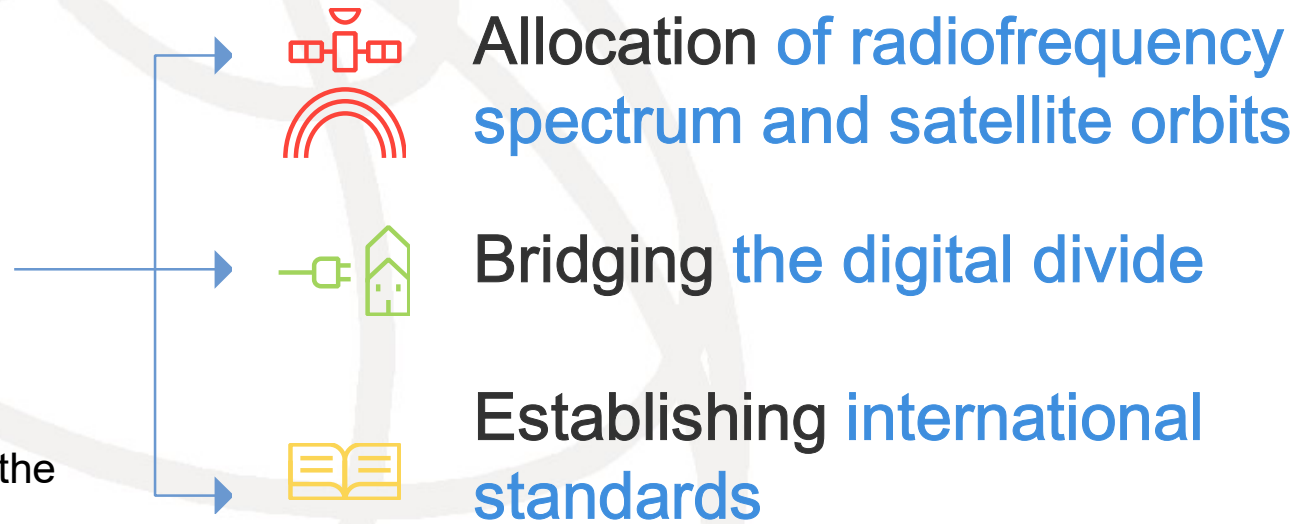 Allocation of radiofrequency
spectrum and satellite orbits
Bridging the digital divide
Establishing international
standards
the